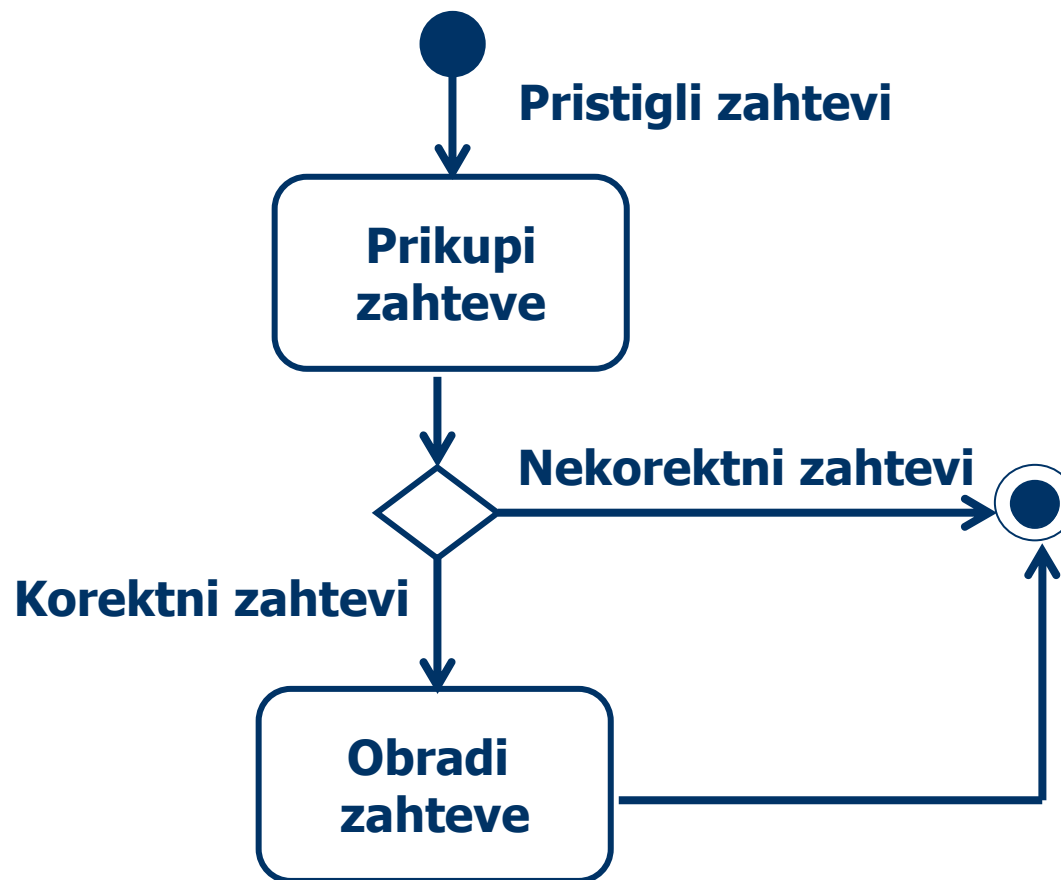 Pristigli zahtevi
Prikupi
zahteve
Nekorektni zahtevi
Korektni zahtevi
Obradi
zahteve